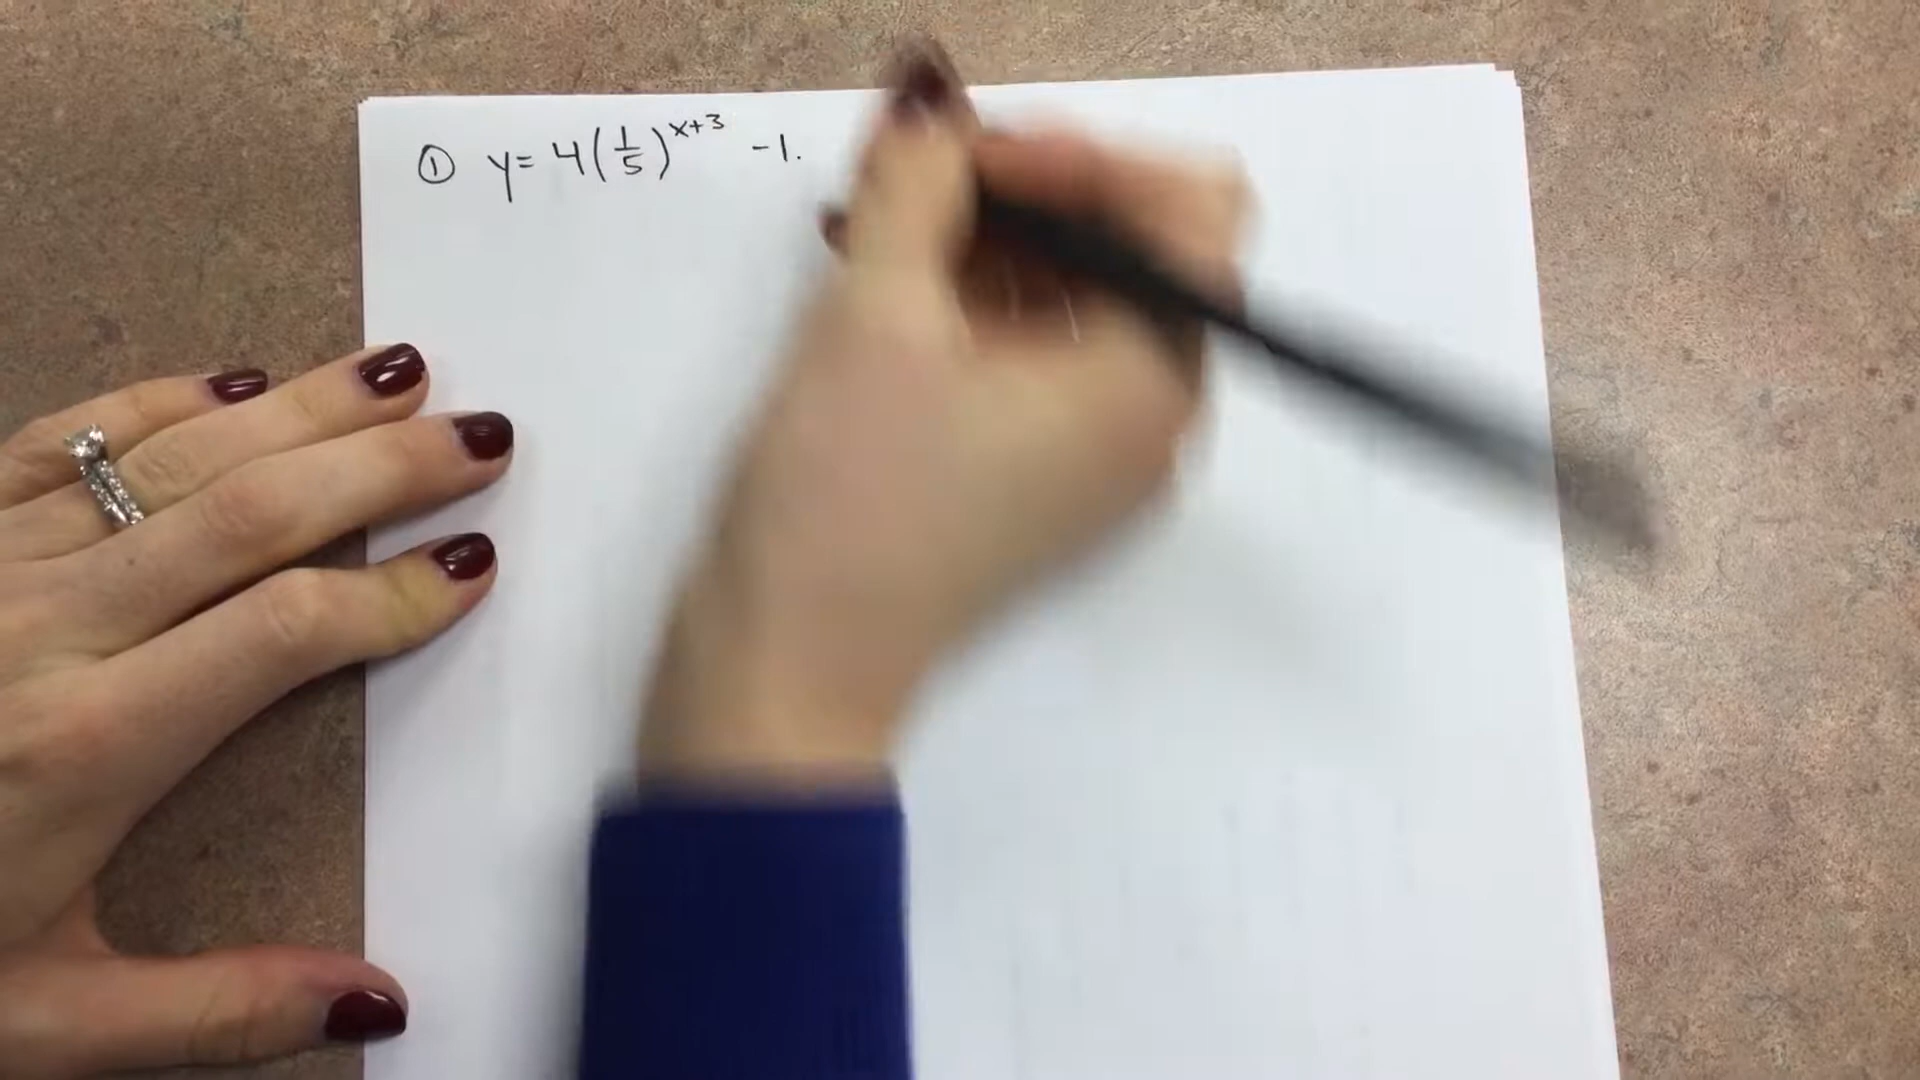 ① y= 4(1/5)^(x+3) -1.